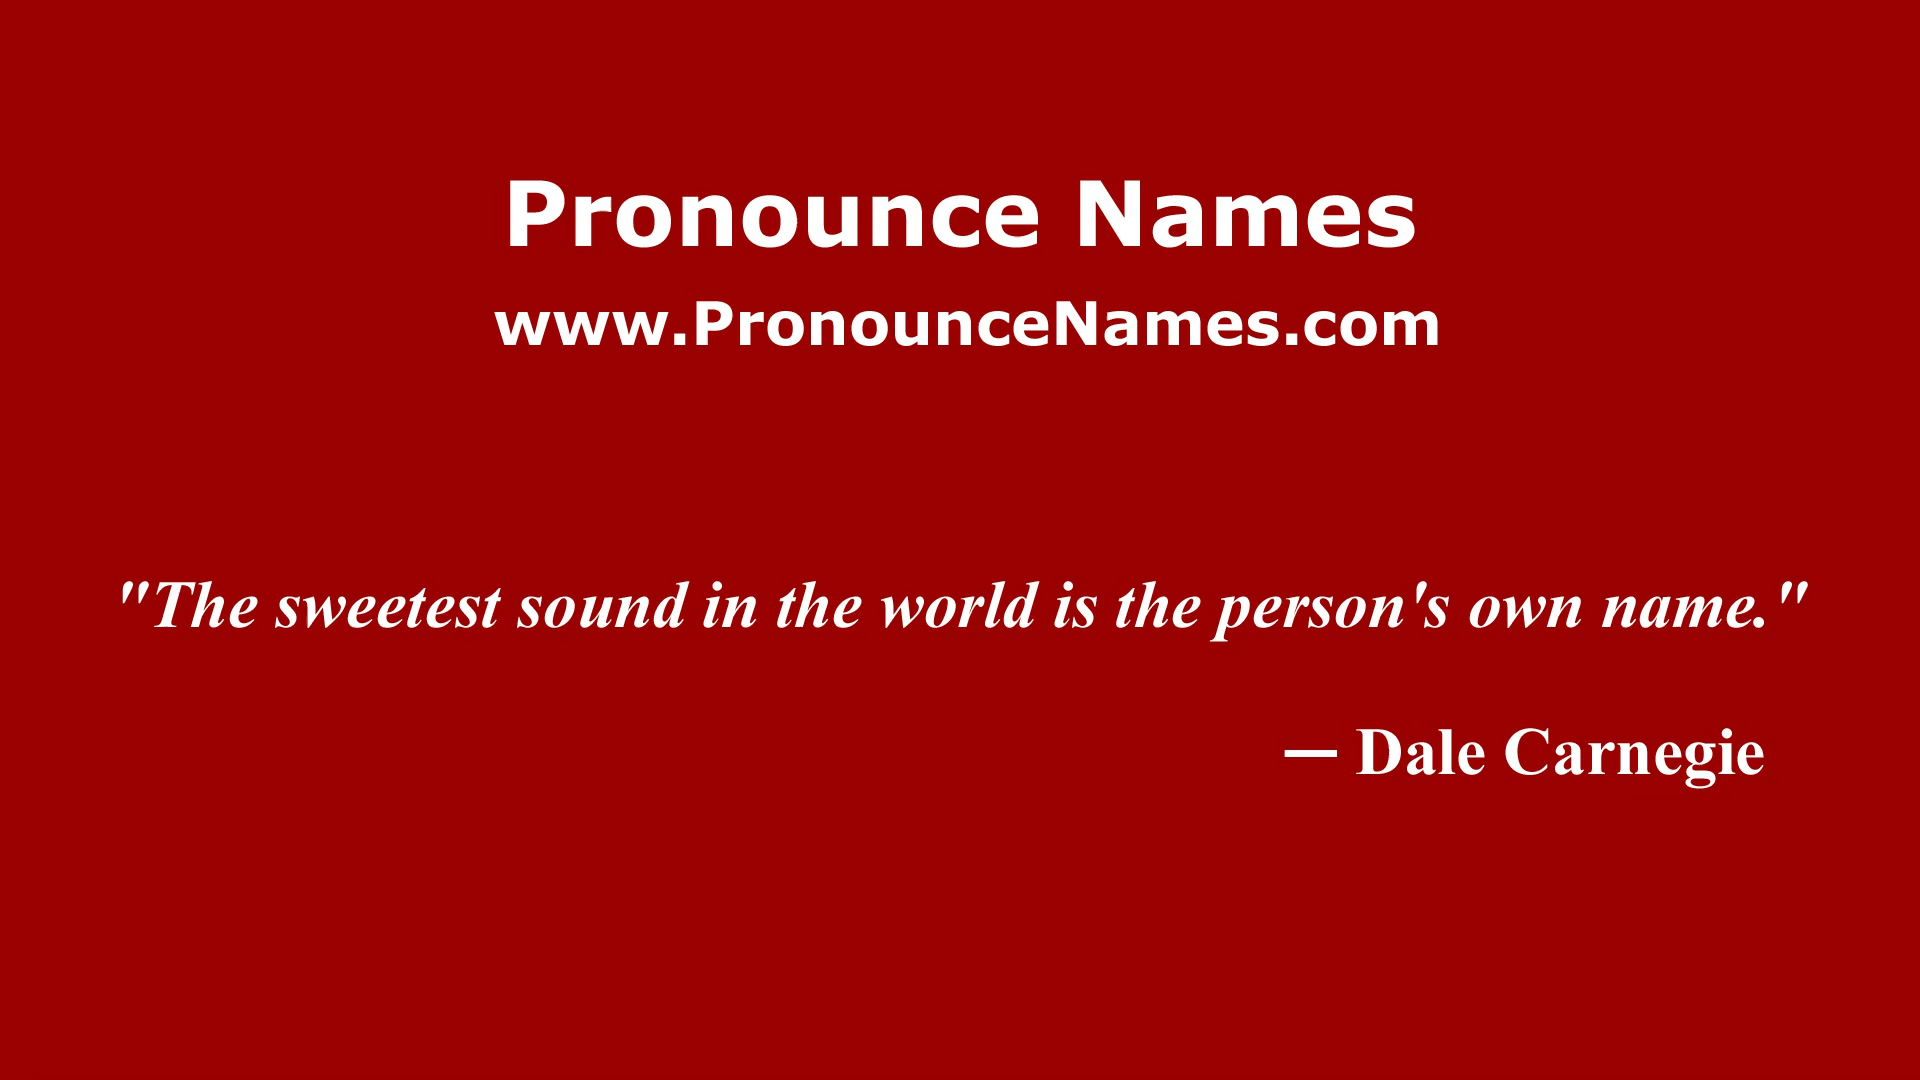 Pronounce Names
www.PronounceNames.com
"The sweetest sound in the world is the person's own name."
— Dale Carnegie